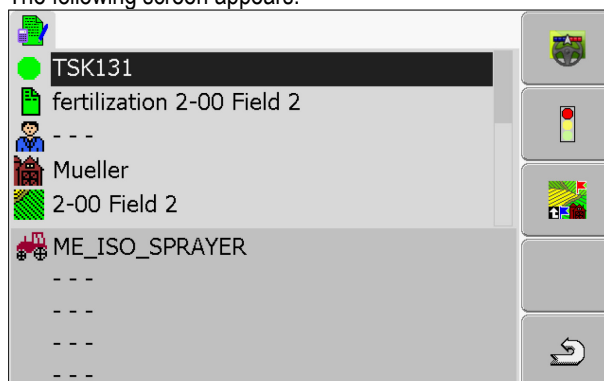 The following screen appears:
TSK131
fertilization 2-00 Field 2
- - -
Mueller
2-00 Field 2
ME_ISO_SPRAYER
- - -
- - -
- - -
- - -